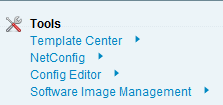 Tools
Template Center
NetConfig
Config Editor
Software Image Management